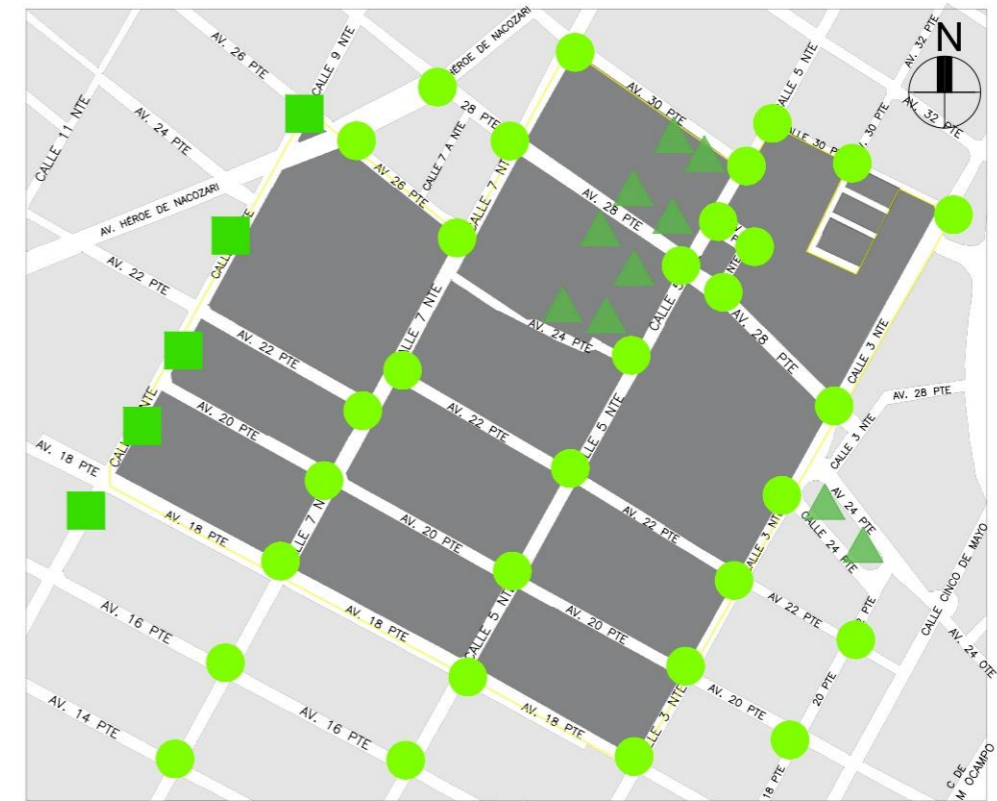 AV. 26 PTE
CALLE 9 NTE
HÉROE DE NACOZARI
AV. 32 PTE
N
CALLE 11 NTE
AV. 24 PTE
28 PTE
CALLE 7 A NTE
AV. 30 PTE
CALLE 5 NTE
30 PTE
AV. 32 PTE
AV. 26 PTE
CALLE 7
AV. HÉROE DE NACOZARI
AV. 28 PTE
AV. 22 PTE
CALLE 7 NTE
AV. 24 PTE
CALLE 5
AV. 28 PTE
CALLE 3 NTE
AV. 22 PTE
AV. 28 PTE
AV. 20 PTE
AV. 22 PTE
CALLE 5 NTE
CALLE 3 NTE
AV. 18 PTE
AV. 24 PTE
CALLE 24 PTE
AV. 18 PTE
AV. 20 PTE
AV. 22 PTE
CALLE 3 NTE
7 NTE
CALLE CINCO DE MAYO
AV. 16 PTE
AV. 18 PTE
CALLE 5 NTE
AV. 20 PTE
AV. 22 PTE
AV. 24 OTE
AV. 14 PTE
AV. 16 PTE
AV. 18 PTE
3 NTE
AV. 20 PTE
20 PTE
18 PTE
C DE
M OCAMPO